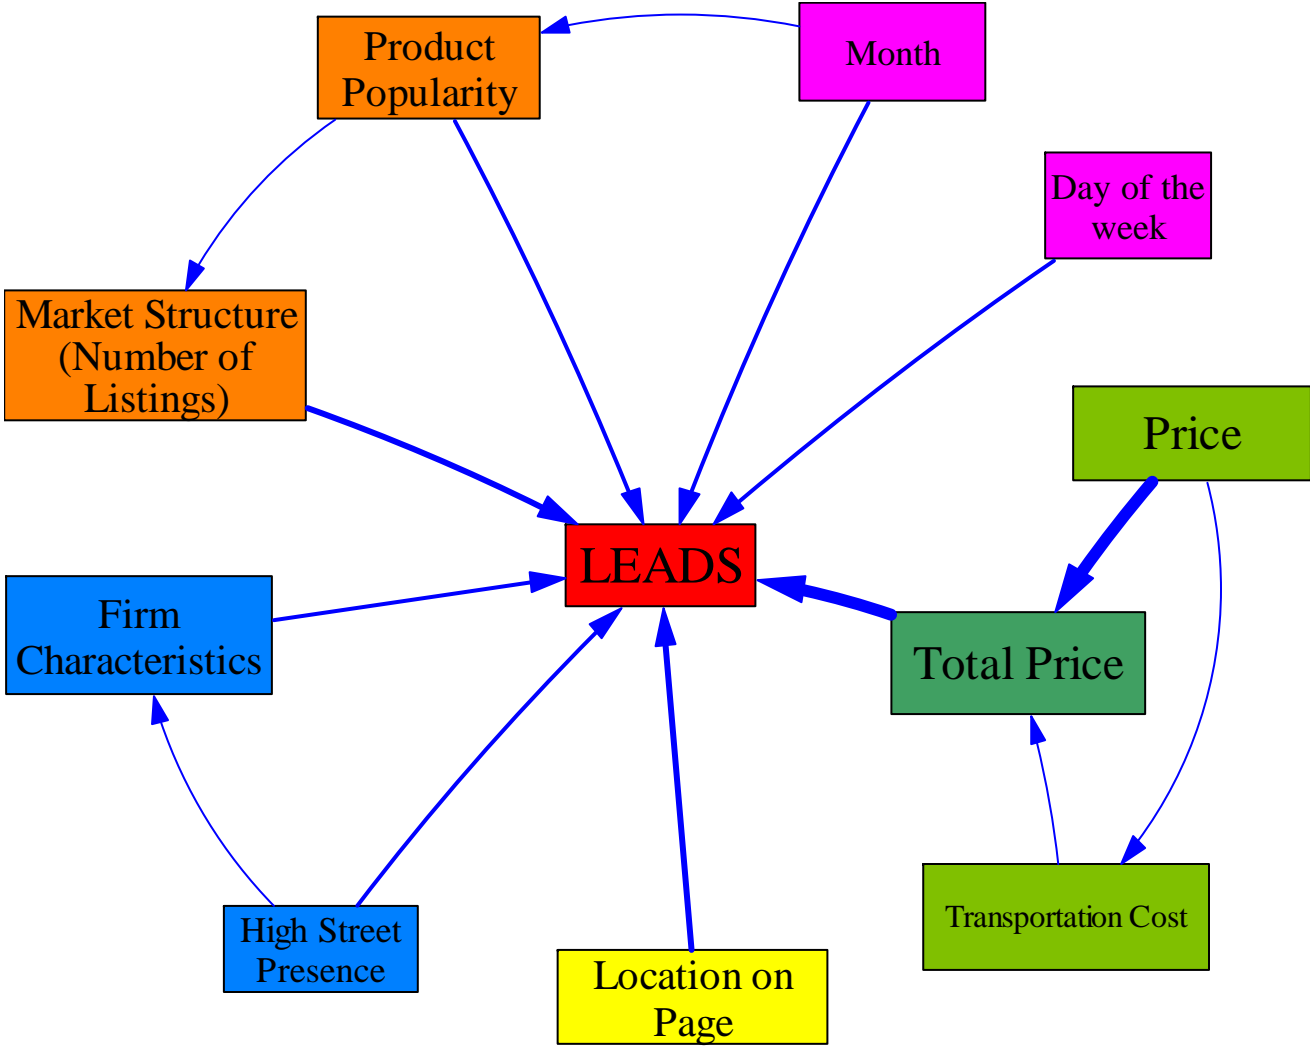 Product
Popularity
Month
Day of the
week
Market Structure
(Number of
Listings)
Price
LEADS
Firm
Characteristics
Total Price
High Street
Presence
Transportation Cost
Location on
Page